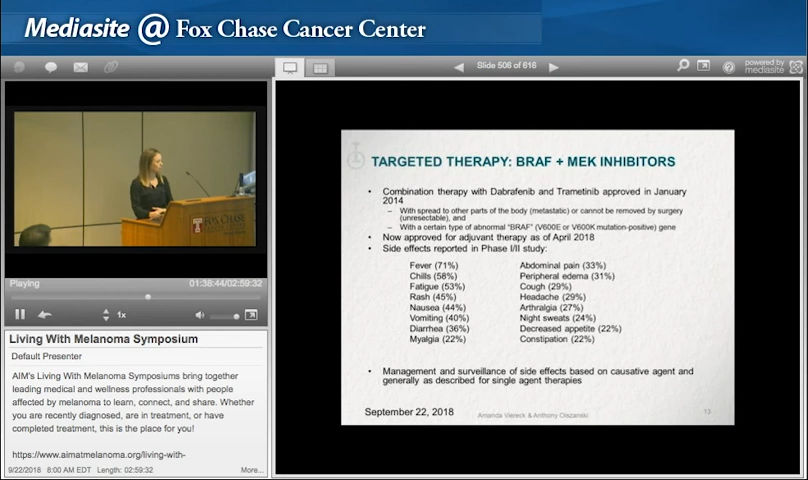 Mediasite @ Fox Chase Cancer Center
Slide 508 of 616
powered by
mediasite
FOX CHASE
Playing
01:38:44/02:59:32
1x
Living With Melanoma Symposium
Default Presenter
AIM's Living With Melanoma Symposiums bring together
leading medical and wellness professionals with people
affected by melanoma to learn, connect, and share. Whether
you are recently diagnosed, are in treatment, or have
completed treatment, this is the place for you!
https://www.aimatmelanoma.org/living-with-
9/22/2018 8:00 AM EDT Length: 02:59:32 More...
TARGETED THERAPY: BRAF + MEK INHIBITORS
• Combination therapy with Dabrafenib and Trametinib approved in January
2014
– With spread to other parts of the body (metastatic) or cannot be removed by surgery
(unresectable), and
– With a certain type of abnormal "BRAF" (V600E or V600K mutation-positive) gene
• Now approved for adjuvant therapy as of April 2018
• Side effects reported in Phase I/II study:
Fever (71%) Abdominal pain (33%)
Chills (58%) Peripheral edema (31%)
Fatigue (53%) Cough (29%)
Rash (45%) Headache (29%)
Nausea (44%) Arthralgia (27%)
Vomiting (40%) Night sweats (24%)
Diarrhea (36%) Decreased appetite (22%)
Myalgia (22%) Constipation (22%)
• Management and surveillance of side effects based on causative agent and
generally as described for single agent therapies
September 22, 2018 Amanda Viereck & Anthony Olszanski 13